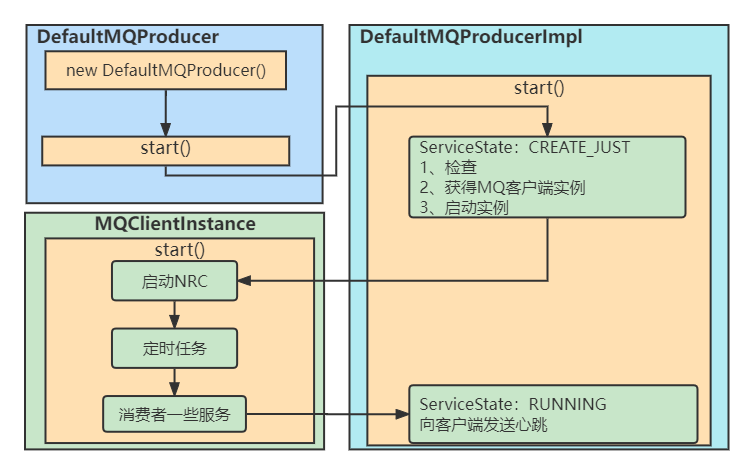 DefaultMQProducer
new DefaultMQProducer()
start()
DefaultMQProducerImpl
start()
ServiceState：CREATE_JUST
1、检查
2、获得MQ客户端实例
3、启动实例
MQClientInstance
start()
启动NRC
定时任务
消费者一些服务
ServiceState：RUNNING
向客户端发送心跳